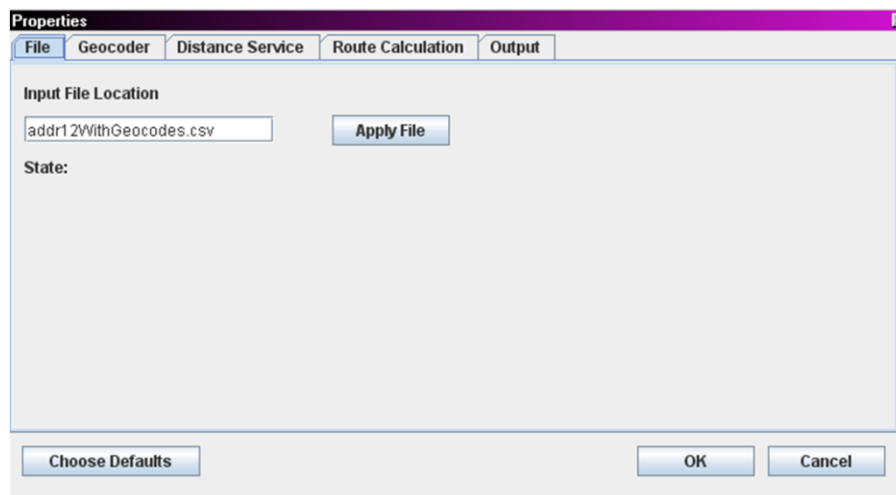 Properties
File Geocoder Distance Service Route Calculation Output
Input File Location
addr12WithGeocodes.csv Apply File
State:
Choose Defaults OK Cancel